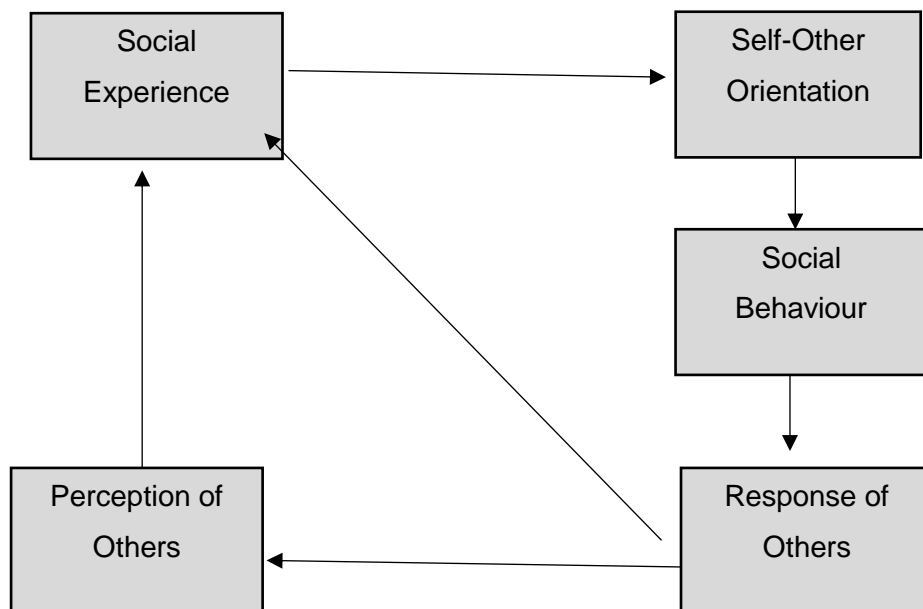 Social
Experience
Self-Other
Orientation
Social
Behaviour
Perception of
Others
Response of
Others